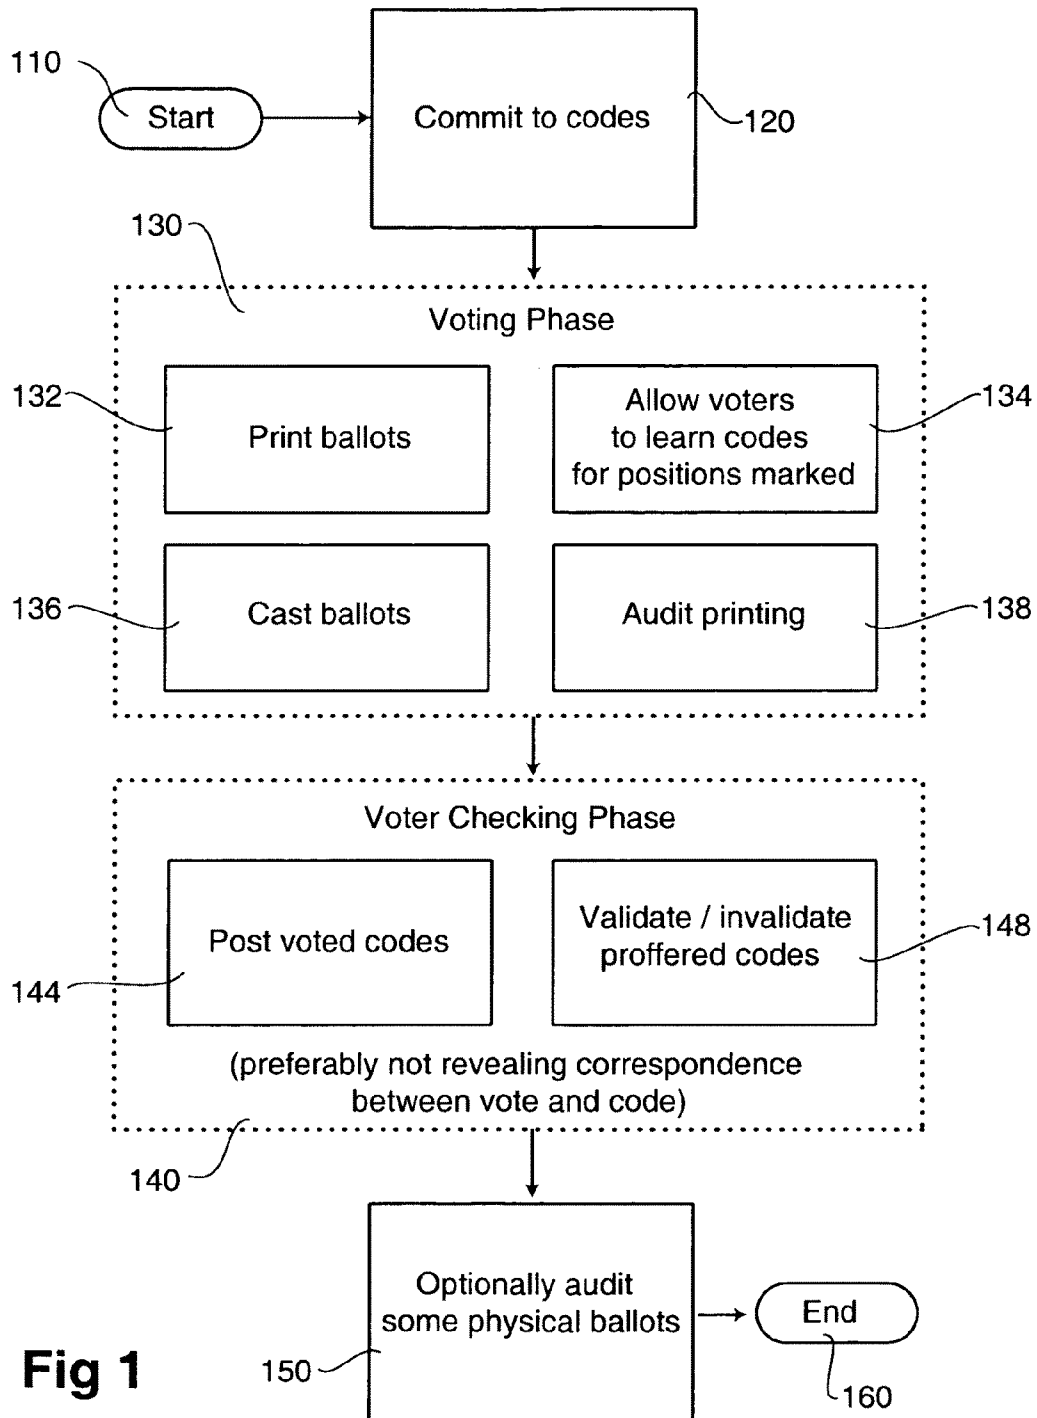 110
Start
Commit to codes
120
130
Voting Phase
132
Print ballots
Allow voters
to learn codes
for positions marked
134
136
Cast ballots
Audit printing
138
Voter Checking Phase
Post voted codes
144
Validate / invalidate
proffered codes
148
(preferably not revealing correspondence
between vote and code)
140
Optionally audit
some physical ballots
150
End
160
Fig 1